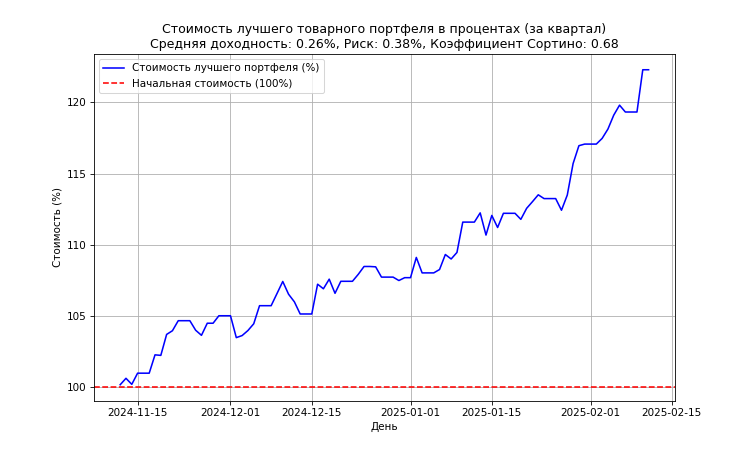 Стоимость лучшего товарного портфеля в процентах (за квартал)
Средняя доходность: 0.26%, Риск: 0.38%, Коэффициент Сортино: 0.68
Стоимость лучшего портфеля (%)
Начальная стоимость (100%)
Стоимость (%)
120
115
110
105
100
2024-11-15 2024-12-01 2024-12-15 2025-01-01 2025-01-15 2025-02-01 2025-02-15
День